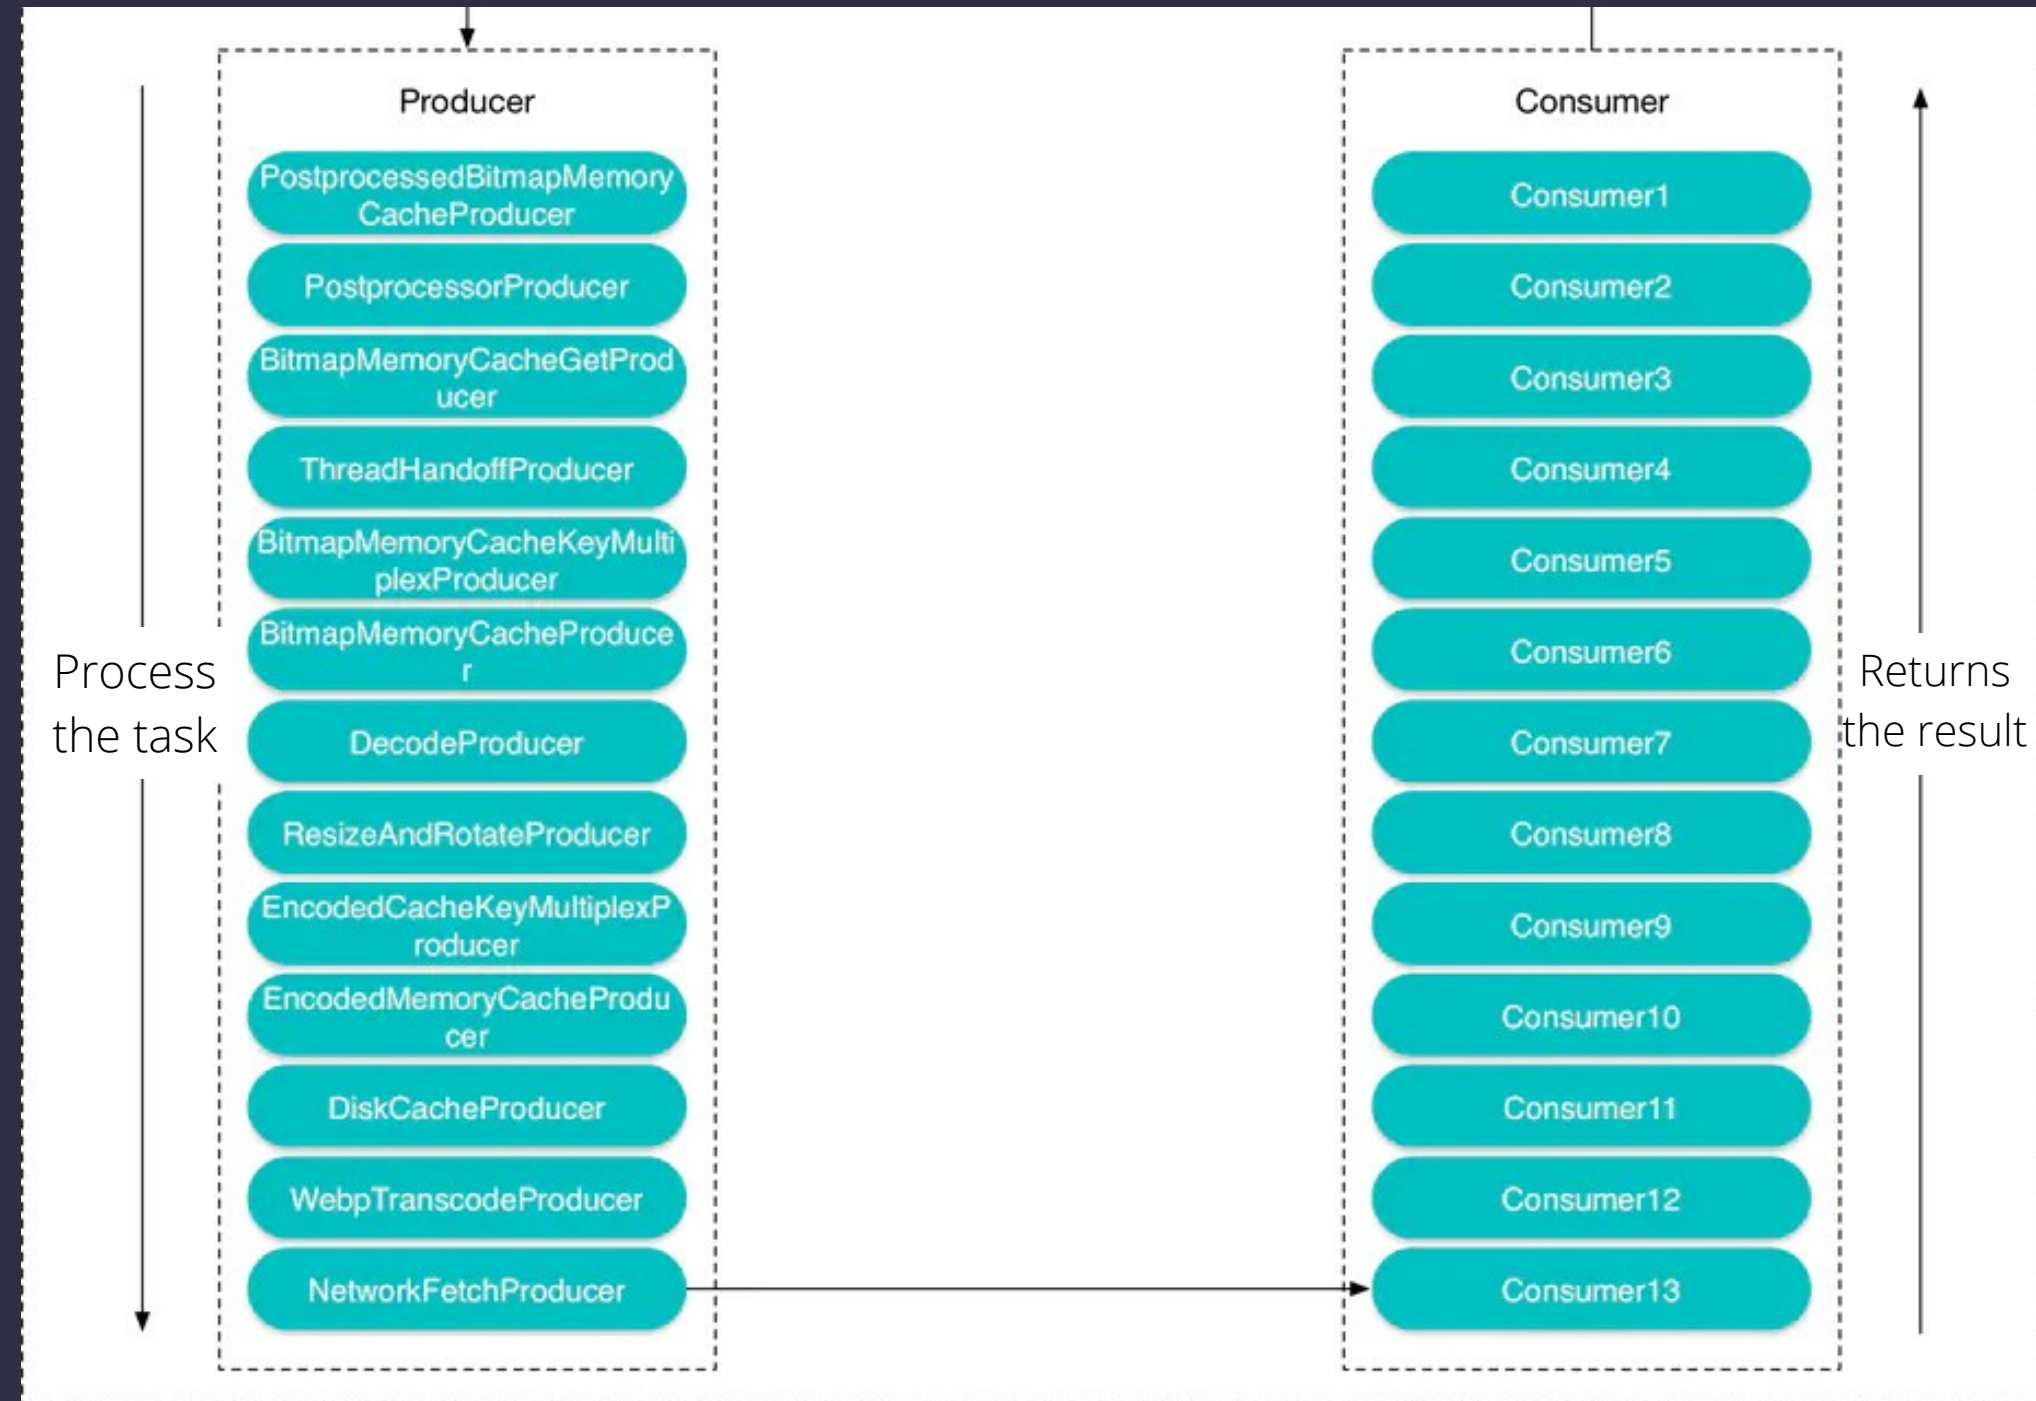 Producer
PostprocessedBitmapMemory
CacheProducer
PostprocessorProducer
BitmapMemoryCacheGetProd
ucer
ThreadHandoffProducer
BitmapMemoryCacheKeyMulti
plexProducer
BitmapMemoryCacheProduce
r
DecodeProducer
ResizeAndRotateProducer
EncodedCacheKeyMultiplexP
roducer
EncodedMemoryCacheProdu
cer
DiskCacheProducer
WebpTranscodeProducer
NetworkFetchProducer
Process
the task
Consumer
Consumer1
Consumer2
Consumer3
Consumer4
Consumer5
Consumer6
Consumer7
Consumer8
Consumer9
Consumer10
Consumer11
Consumer12
Consumer13
Returns
the result